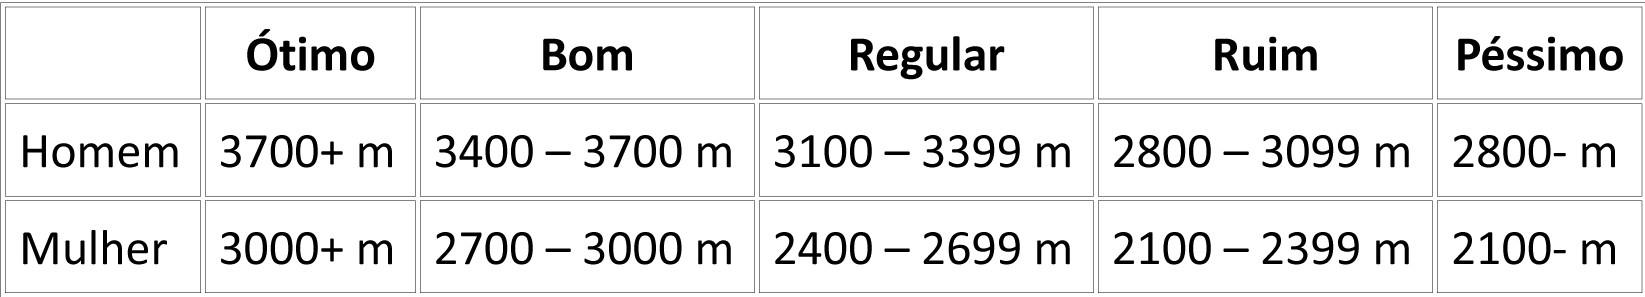 Ótimo Bom Regular Ruim Péssimo
Homem 3700+ m 3400 – 3700 m 3100 – 3399 m 2800 – 3099 m 2800- m
Mulher 3000+ m 2700 – 3000 m 2400 – 2699 m 2100 – 2399 m 2100- m